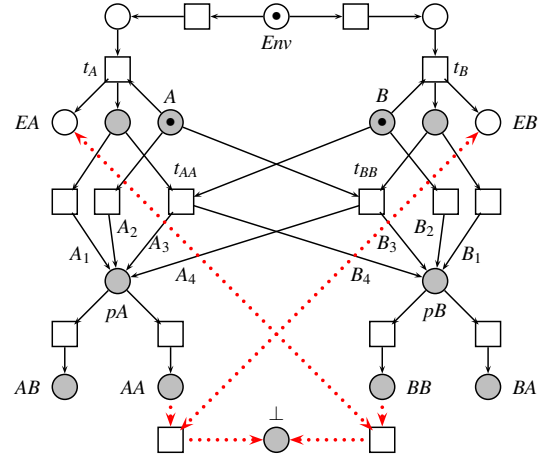 Env
t_A t_B
EA A B EB
t_AA t_BB
A_1 A_2 A_3 B_3 B_2 B_1
A_4 B_4
pA pB
AB AA ⊥ BB BA